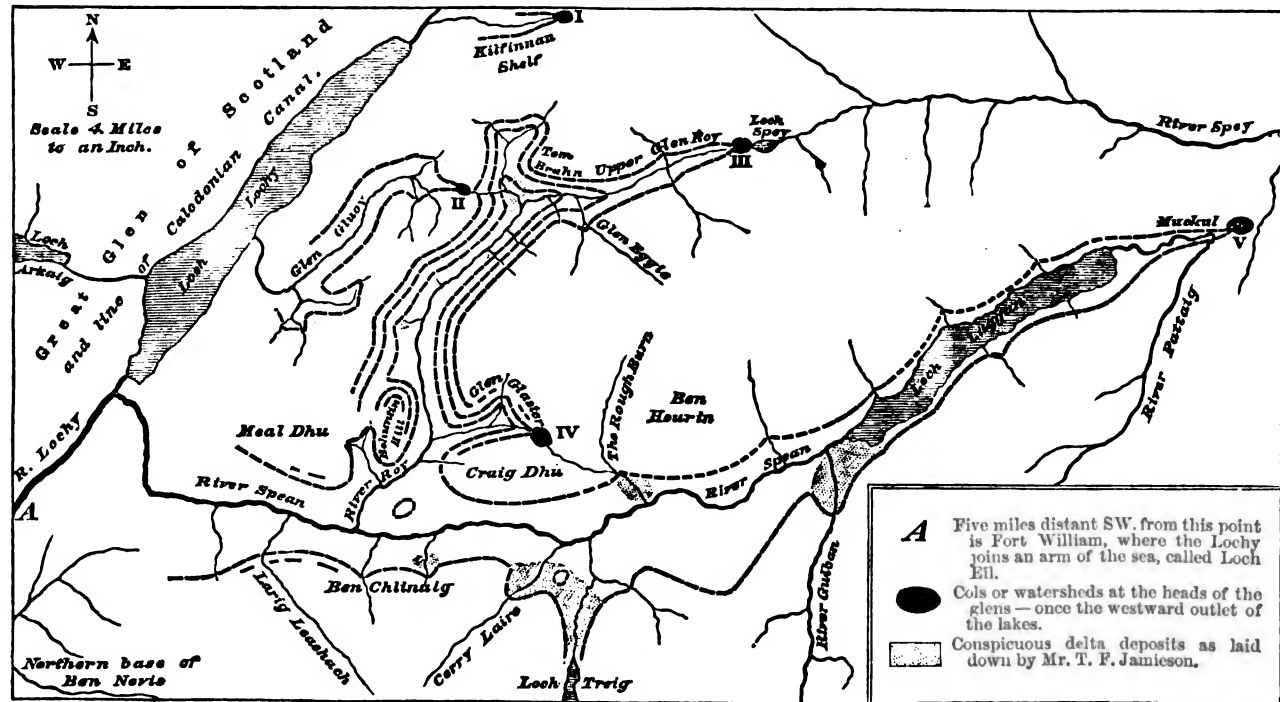 N
W E
S
Scale 4 Miles
to an Inch.
Great Glen of Scotland
and line of Calodonian Canal.
Loch Lochy
Loch
Arkaig
R. Lochy
A
I
Kilfinnan
Shelf
II
Glen Gluoy
Tom
Brahn
Upper Glen Roy
III
Loch
Spey
River Spey
Glen Eggie
Muckul
V
River Pattaig
Loch Laggan
Glen Glaster
IV
The Rough Burn
Ben
Hourin
Bohuntin
Hill
Meal Dhu
River Roy
Craig Dhu
River Spean
River Spean
River Gulban
Larig Leachach
Ben Chlinaig
Corry Laire
Loch Treig
Northern base of
Ben Nevis
A Five miles distant SW. from this point
is Fort William, where the Lochy
joins an arm of the sea, called Loch
Eil.
Cols or watersheds at the heads of the
glens — once the westward outlet of
the lakes.
Conspicuous delta deposits as laid
down by Mr. T. F. Jamieson.